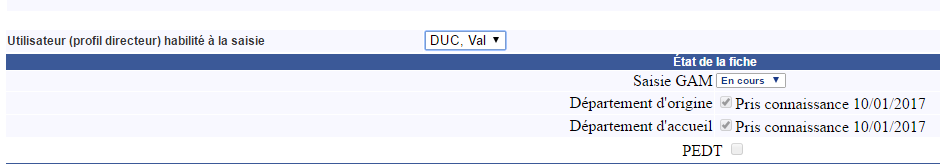 Utilisateur (profil directeur) habilité à la saisie DUC, Val
État de la fiche
Saisie GAM En cours
Département d'origine Pris connaissance 10/01/2017
Département d'accueil Pris connaissance 10/01/2017
PEDT